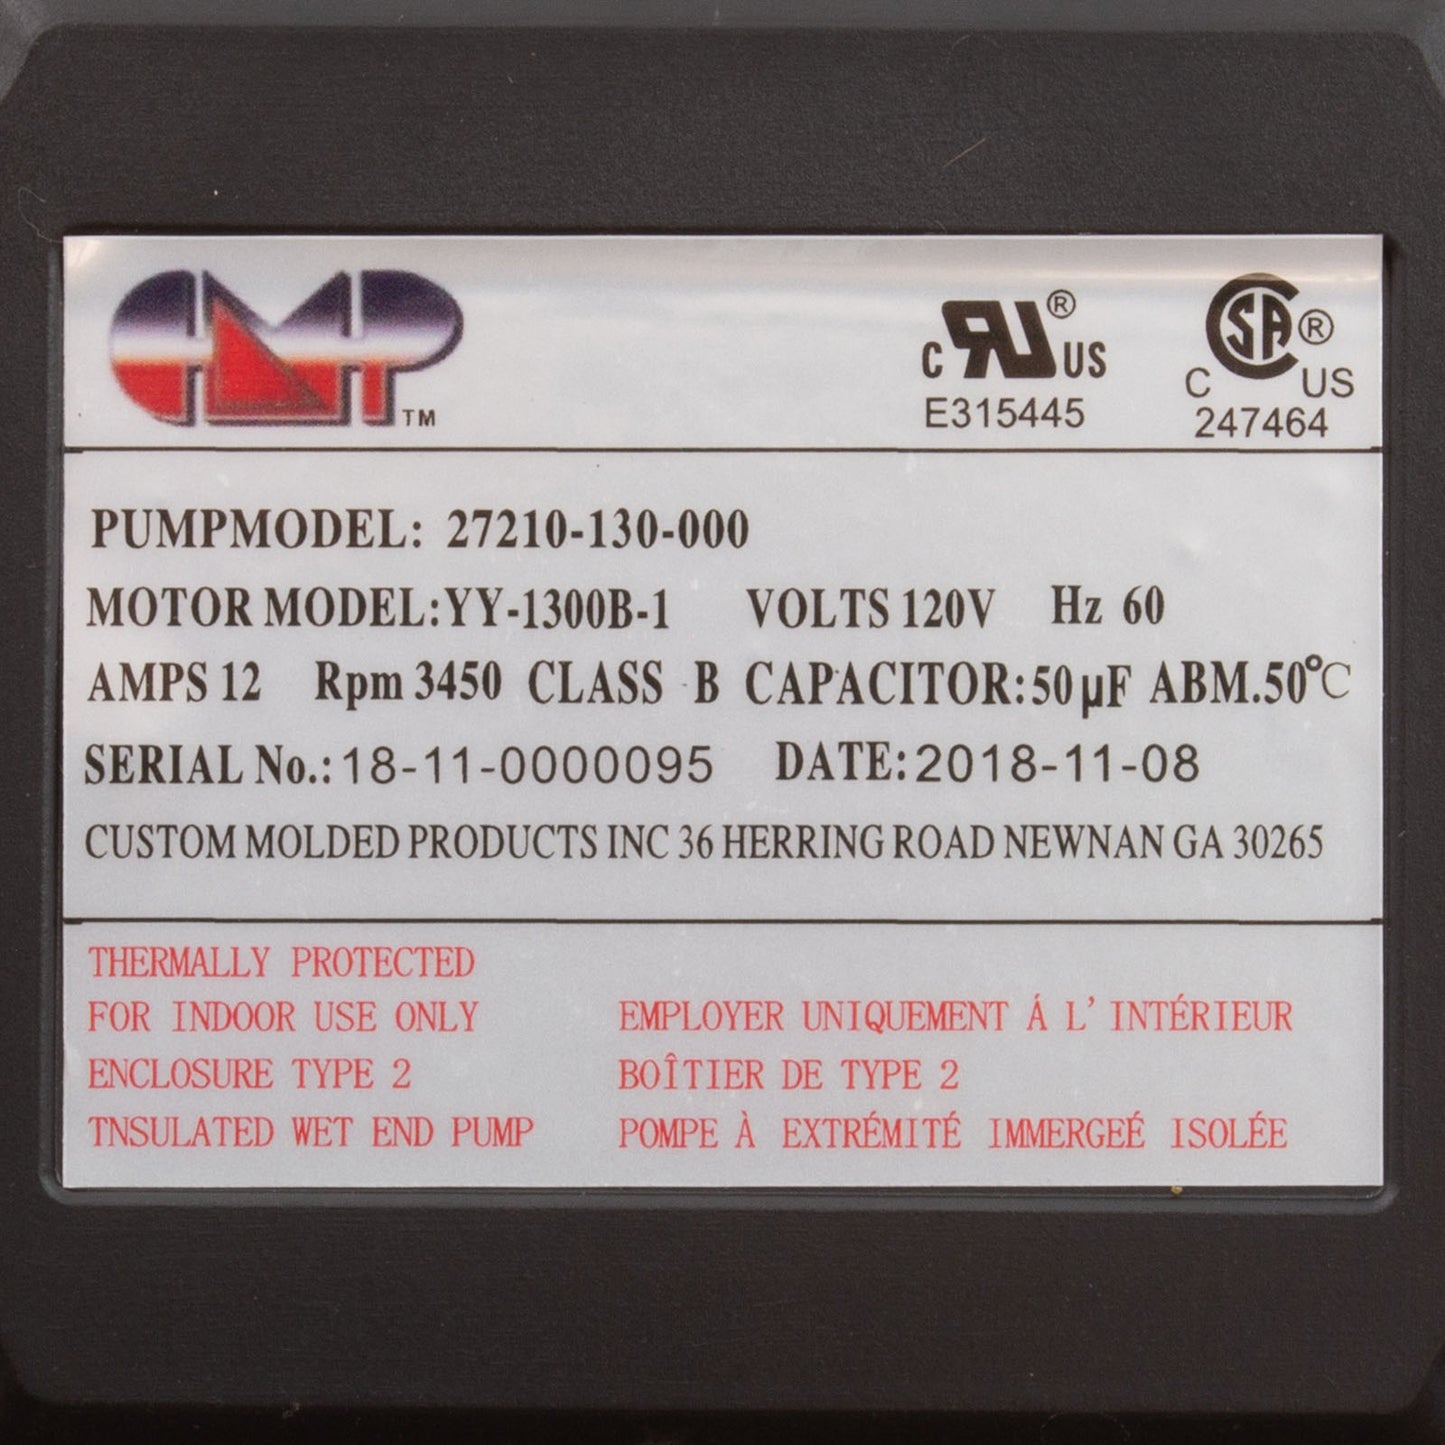 CMP™
C RU® US
E315445
CSA®
C US
247464
PUMPMODEL: 27210-130-000
MOTOR MODEL:YY-1300B-1 VOLTS 120V Hz 60
AMPS 12 Rpm 3450 CLASS B CAPACITOR:50μF ABM.50℃
SERIAL No.:18-11-0000095 DATE:2018-11-08
CUSTOM MOLDED PRODUCTS INC 36 HERRING ROAD NEWNAN GA 30265
THERMALLY PROTECTED
FOR INDOOR USE ONLY EMPLOYER UNIQUEMENT Á L'INTÉRIEUR
ENCLOSURE TYPE 2 BOÎTIER DE TYPE 2
TNSULATED WET END PUMP POMPE À EXTRÉMITÉ IMMERGEÉ ISOLÉE